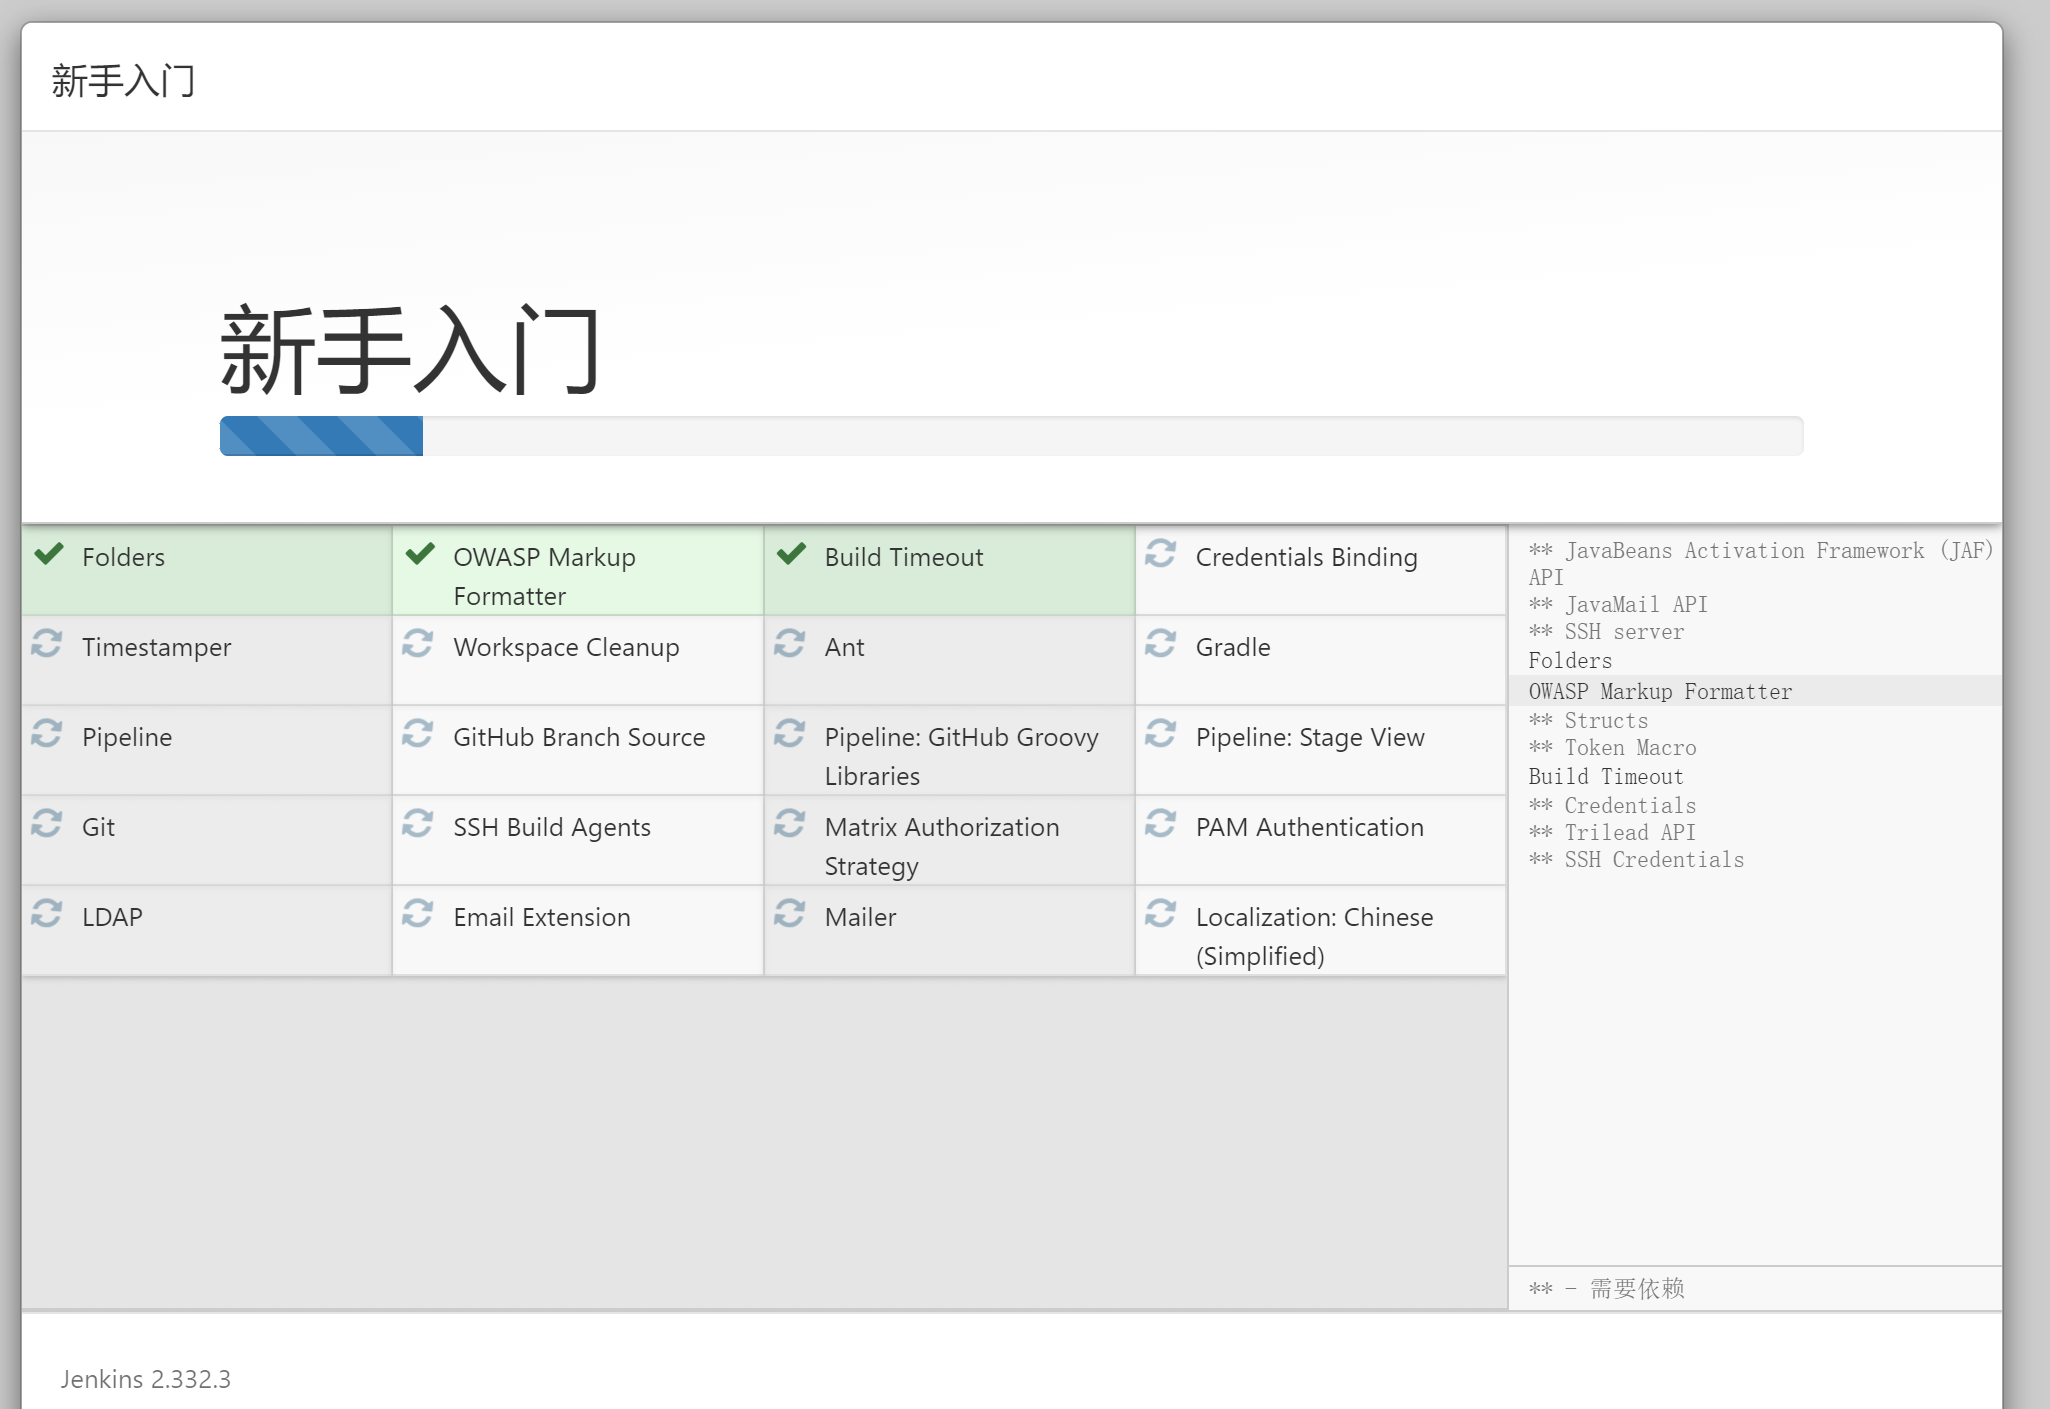 新手入门
新手入门
Folders
OWASP Markup
Formatter
Build Timeout
Credentials Binding
Timestamper
Workspace Cleanup
Ant
Gradle
Pipeline
GitHub Branch Source
Pipeline: GitHub Groovy
Libraries
Pipeline: Stage View
Git
SSH Build Agents
Matrix Authorization
Strategy
PAM Authentication
LDAP
Email Extension
Mailer
Localization: Chinese
(Simplified)
** JavaBeans Activation Framework (JAF)
API
** JavaMail API
** SSH server
Folders
OWASP Markup Formatter
** Structs
** Token Macro
Build Timeout
** Credentials
** Trilead API
** SSH Credentials
** - 需要依赖
Jenkins 2.332.3